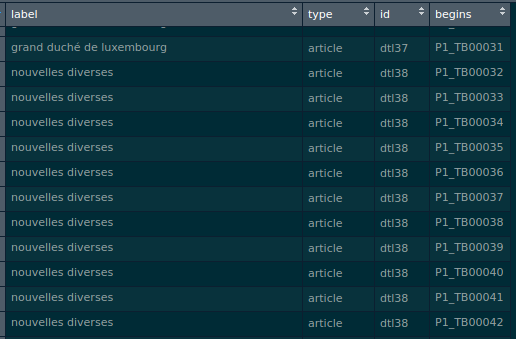 label type id begins
grand duché de luxembourg article dtl37 P1_TB00031
nouvelles diverses article dtl38 P1_TB00032
nouvelles diverses article dtl38 P1_TB00033
nouvelles diverses article dtl38 P1_TB00034
nouvelles diverses article dtl38 P1_TB00035
nouvelles diverses article dtl38 P1_TB00036
nouvelles diverses article dtl38 P1_TB00037
nouvelles diverses article dtl38 P1_TB00038
nouvelles diverses article dtl38 P1_TB00039
nouvelles diverses article dtl38 P1_TB00040
nouvelles diverses article dtl38 P1_TB00041
nouvelles diverses article dtl38 P1_TB00042